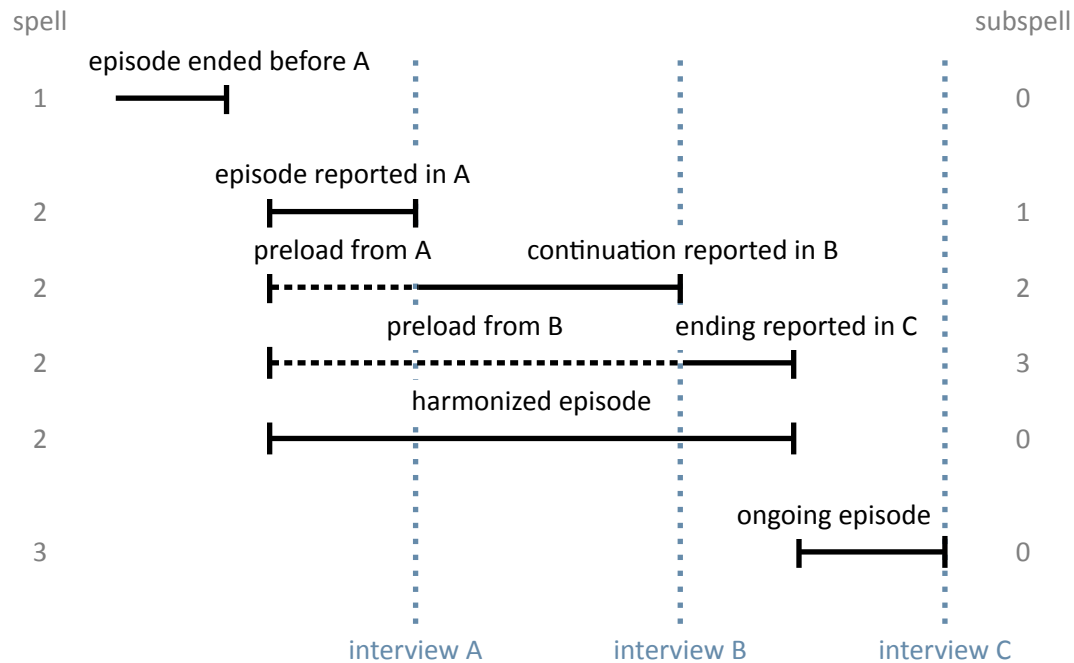 spell subspell
episode ended before A
1 0
episode reported in A
2 1
preload from A continuation reported in B
2 2
preload from B ending reported in C
2 3
harmonized episode
2 0
ongoing episode
3 0
interview A interview B interview C